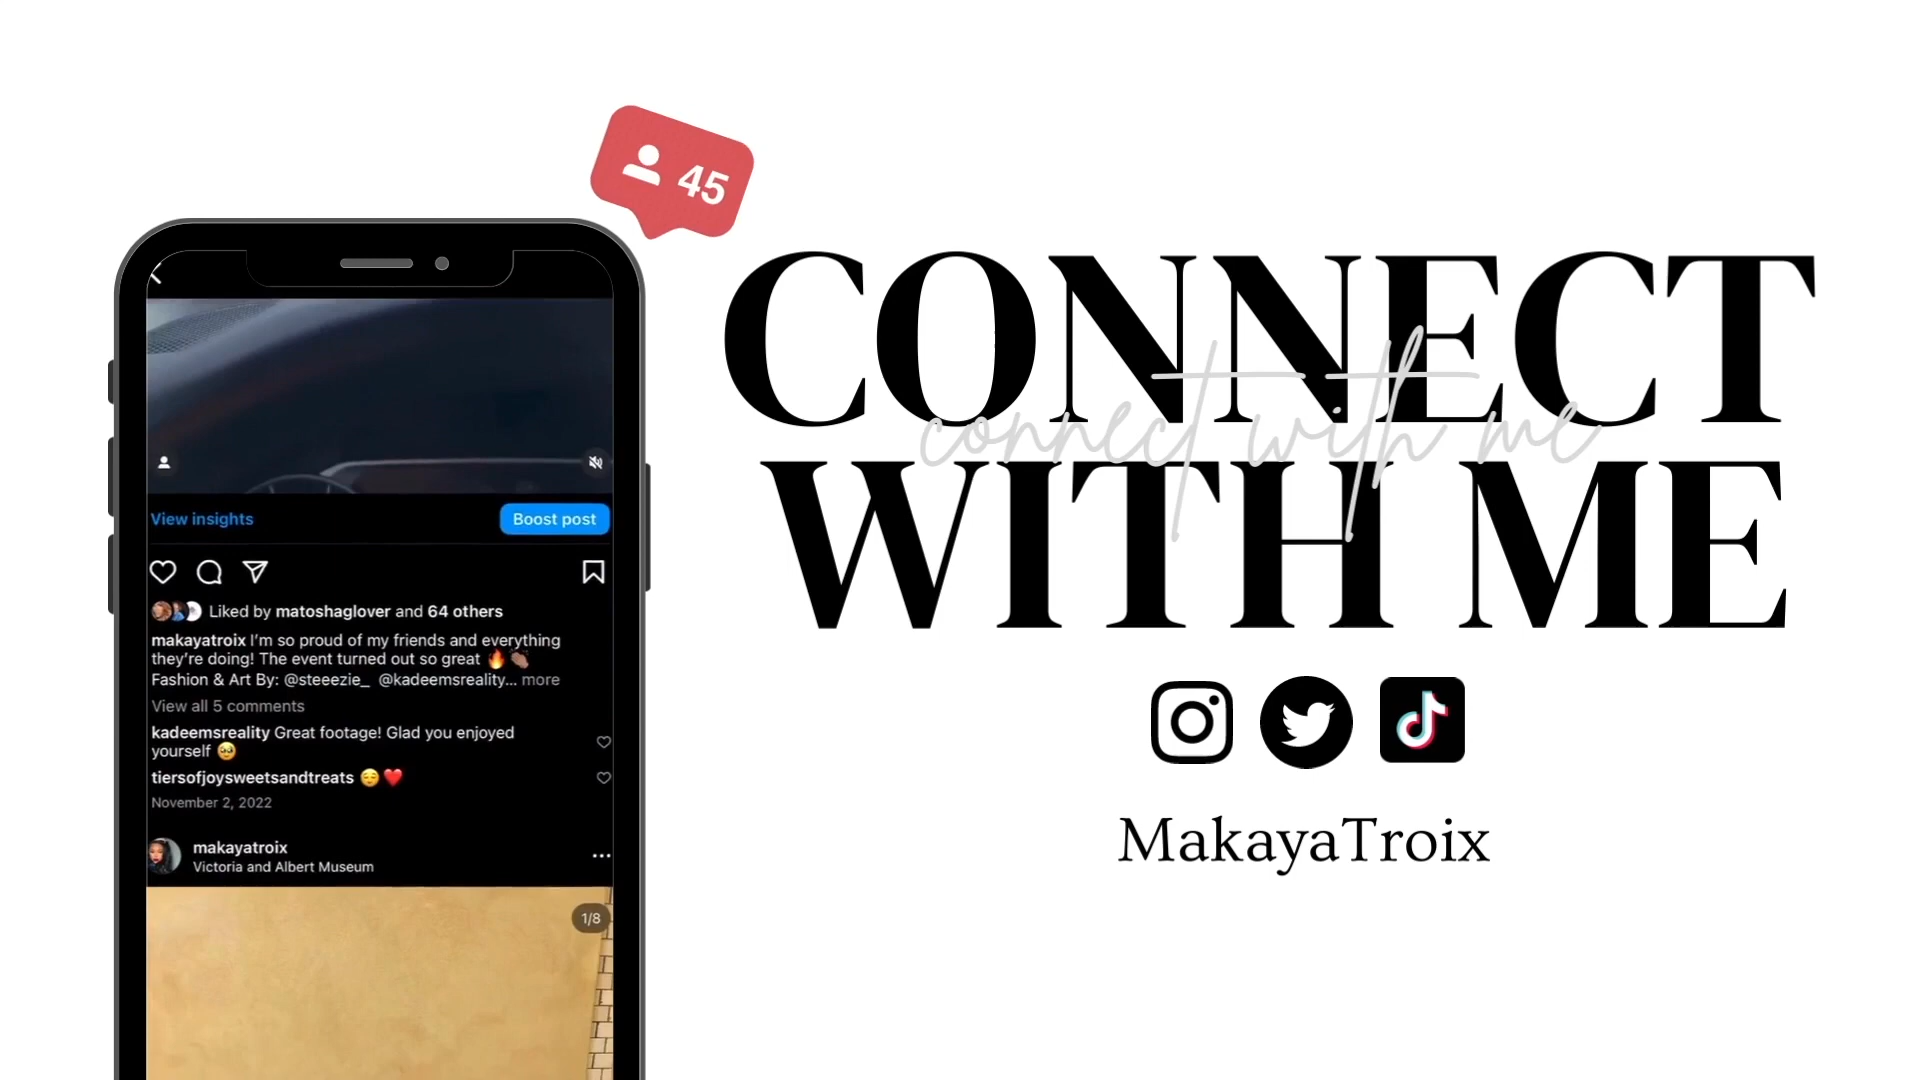 45
CONNECT
connect with me
WITH ME
MakayaTroix
View insights
Boost post
Liked by matoshaglover and 64 others
makayatroix I'm so proud of my friends and everything
they're doing! The event turned out so great 🔥👏🏽
Fashion & Art By: @steeezie_ @kadeemsreality... more
View all 5 comments
kadeemsreality Great footage! Glad you enjoyed
yourself 🥹
tiersofjoysweetsandtreats 😌❤️
November 2, 2022
makayatroix
Victoria and Albert Museum
1/8